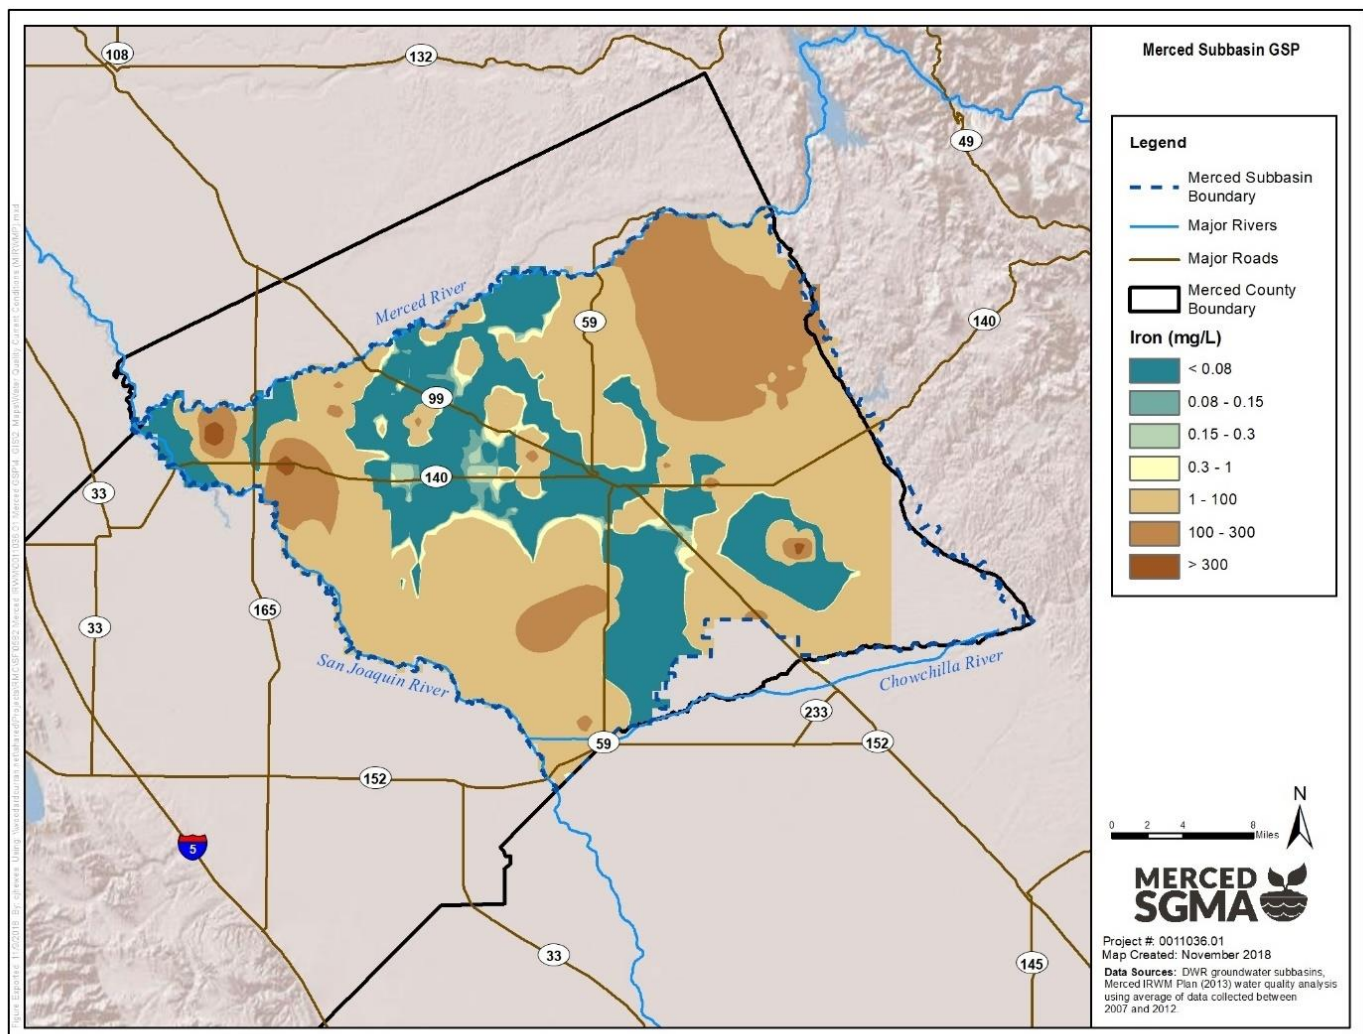 Merced Subbasin GSP
Legend
Merced Subbasin
Boundary
Major Rivers
Major Roads
Merced County
Boundary
Iron (mg/L)
< 0.08
0.08 - 0.15
0.15 - 0.3
0.3 - 1
1 - 100
100 - 300
> 300
108
132
49
Merced River
59
140
99
140
33
165
33
San Joaquin River
Chowchilla River
233
59
152
152
5
33
145
N
0 2 4 8
Miles
MERCED
SGMA
Project #: 0011036.01
Map Created: November 2018
Data Sources: DWR groundwater subbasins,
Merced IRWM Plan (2013) water quality analysis
using average of data collected between
2007 and 2012.